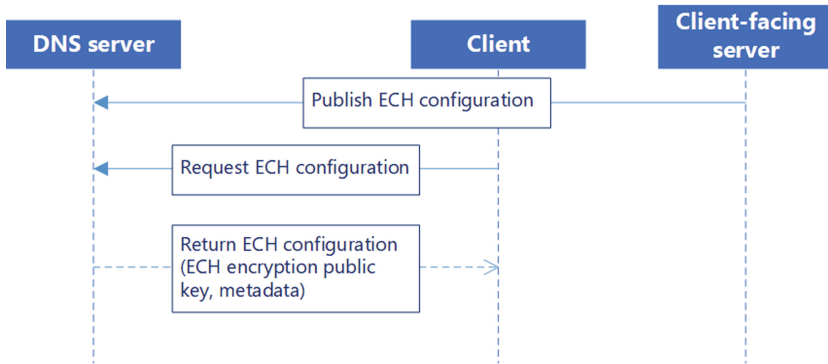 DNS server
Client
Client-facing
server
Publish ECH configuration
Request ECH configuration
Return ECH configuration
(ECH encryption public
key, metadata)